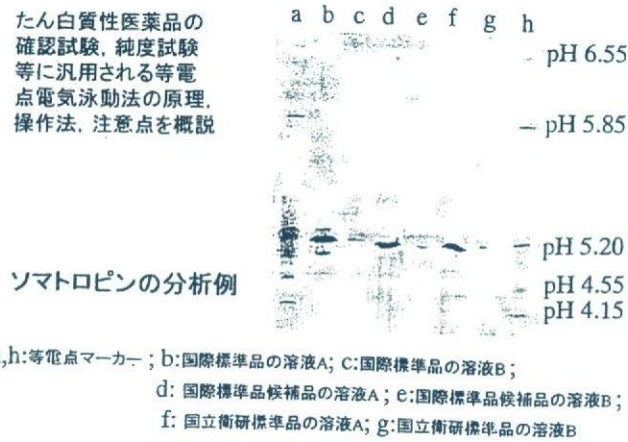 たん白質性医薬品の
確認試験, 純度試験
等に汎用される等電
点電気泳動法の原理,
操作法, 注意点を概説
a b c d e f g h
pH 6.55
pH 5.85
pH 5.20
ソマトロピンの分析例
pH 4.55
pH 4.15
,h:等電点マーカー ; b:国際標準品の溶液A; c:国際標準品の溶液B ;
d: 国際標準品候補品の溶液A ; e:国際標準品候補品の溶液B ;
f: 国立衛研標準品の溶液A; g:国立衛研標準品の溶液B